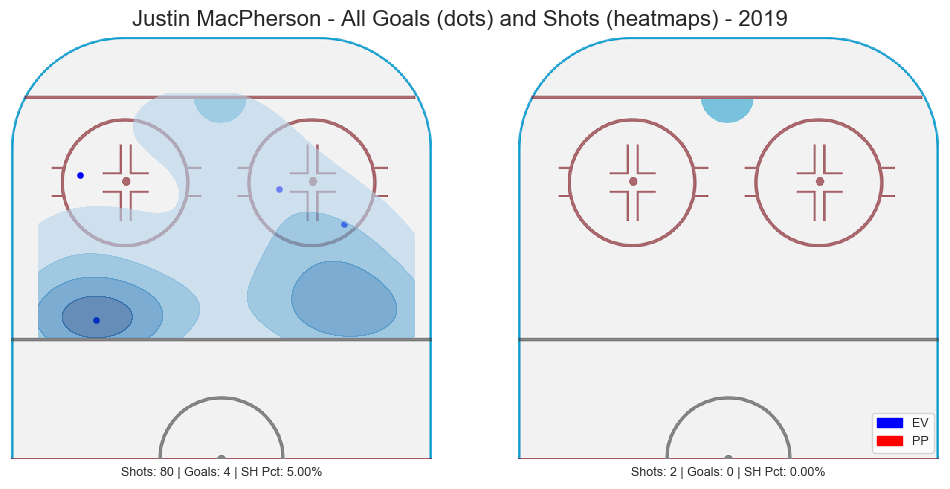 Justin MacPherson - All Goals (dots) and Shots (heatmaps) - 2019
EV
PP
Shots: 80 | Goals: 4 | SH Pct: 5.00%
Shots: 2 | Goals: 0 | SH Pct: 0.00%